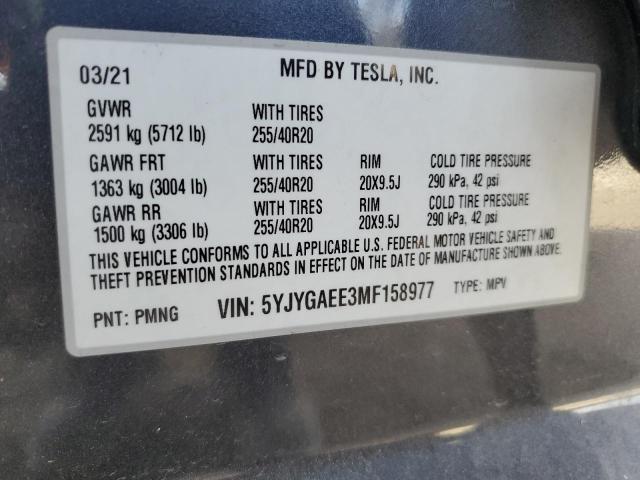 03/21 MFD BY TESLA, INC.
GVWR WITH TIRES
2591 kg (5712 lb) 255/40R20
GAWR FRT WITH TIRES RIM COLD TIRE PRESSURE
1363 kg (3004 lb) 255/40R20 20X9.5J 290 kPa, 42 psi
GAWR RR WITH TIRES RIM COLD TIRE PRESSURE
1500 kg (3306 lb) 255/40R20 20X9.5J 290 kPa, 42 psi
THIS VEHICLE CONFORMS TO ALL APPLICABLE U.S. FEDERAL MOTOR VEHICLE SAFETY AND
THEFT PREVENTION STANDARDS IN EFFECT ON THE DATE OF MANUFACTURE SHOWN ABOVE.
PNT: PMNG VIN: 5YJYGAEE3MF158977 TYPE: MPV